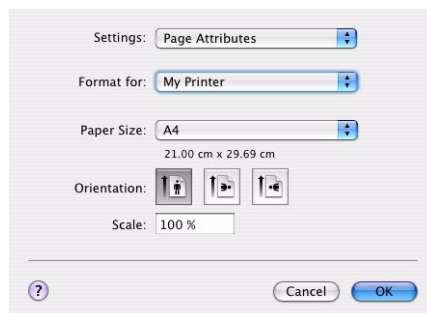 Settings: Page Attributes
Format for: My Printer
Paper Size: A4
21.00 cm x 29.69 cm
Orientation:
Scale: 100 %
? Cancel OK